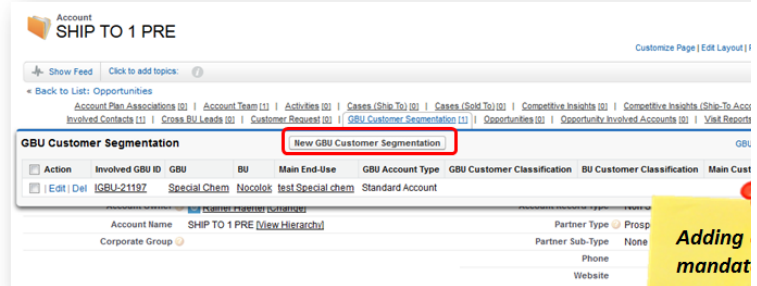 Account
SHIP TO 1 PRE
Customize Page | Edit Layout |
Show Feed Click to add topics:
« Back to List: Opportunities
Account Plan Associations [0] | Account Team [1] | Activities [0] | Cases (Ship To) [0] | Cases (Sold To) [0] | Competitive Insights [0] | Competitive Insights (Ship-To Acco
Involved Contacts [1] | Cross BU Leads [0] | Customer Request [0] | GBU Customer Segmentation [1] | Opportunities [0] | Opportunity Involved Accounts [0] | Visit Reports
GBU Customer Segmentation New GBU Customer Segmentation GBU
Action Involved GBU ID GBU BU Main End-Use GBU Account Type GBU Customer Classification BU Customer Classification Main Cust
| Edit | Del IGBU-21197 Special Chem Nocolok test Special chem Standard Account
Account Owner [Change] Account Record Type
Account Name SHIP TO 1 PRE [View Hierarchy] Partner Type Prosp
Corporate Group Partner Sub-Type None
Phone
Website
Adding
mandat